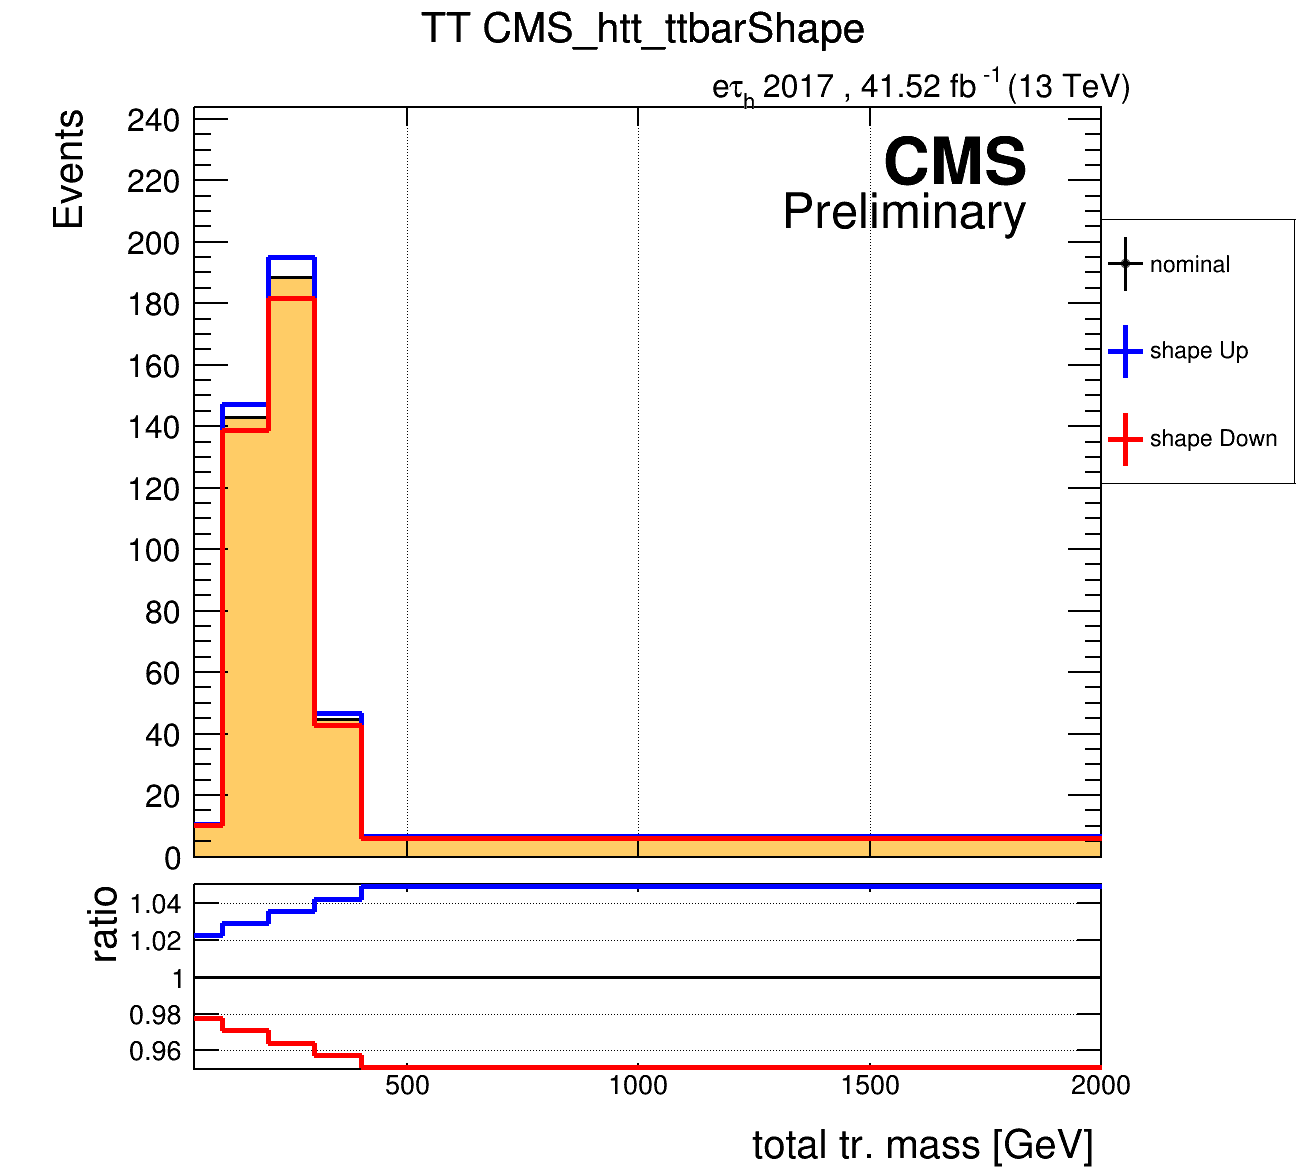 TT CMS_htt_ttbarShape
eτh 2017 , 41.52 fb-1 (13 TeV)
Events
240
220
200
180
160
140
120
100
80
60
40
20
0
CMS
Preliminary
nominal
shape Up
shape Down
ratio
1.04
1.02
1
0.98
0.96
500 1000 1500 2000
total tr. mass [GeV]